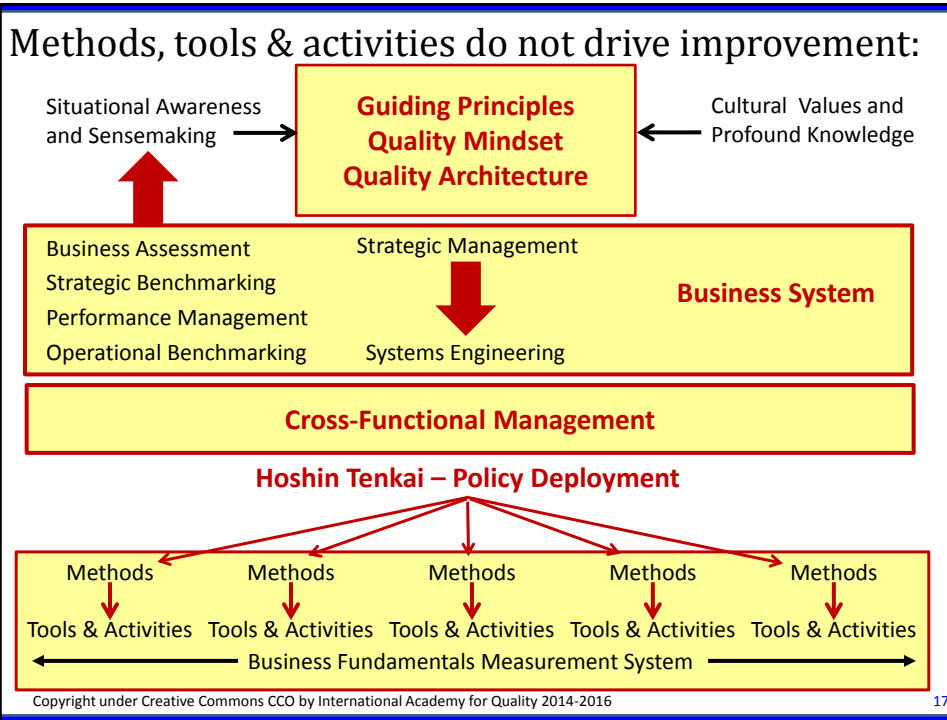 Methods, tools & activities do not drive improvement:
Situational Awareness
and Sensemaking
Guiding Principles
Quality Mindset
Quality Architecture
Cultural Values and
Profound Knowledge
Business Assessment
Strategic Benchmarking
Performance Management
Operational Benchmarking
Strategic Management
Systems Engineering
Business System
Cross-Functional Management
Hoshin Tenkai – Policy Deployment
Methods Methods Methods Methods Methods
Tools & Activities Tools & Activities Tools & Activities Tools & Activities Tools & Activities
Business Fundamentals Measurement System
Copyright under Creative Commons CCO by International Academy for Quality 2014-2016
17